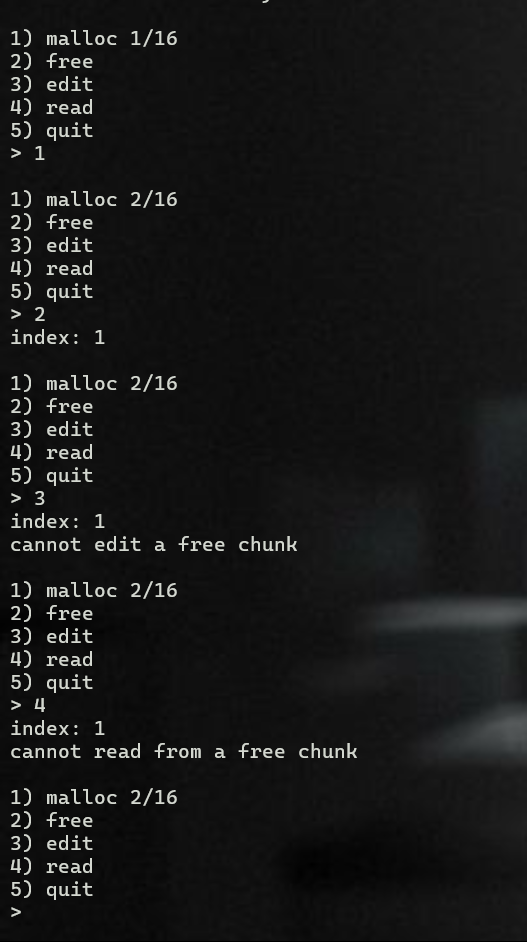 1) malloc 1/16
2) free
3) edit
4) read
5) quit
> 1
1) malloc 2/16
2) free
3) edit
4) read
5) quit
> 2
index: 1
1) malloc 2/16
2) free
3) edit
4) read
5) quit
> 3
index: 1
cannot edit a free chunk
1) malloc 2/16
2) free
3) edit
4) read
5) quit
> 4
index: 1
cannot read from a free chunk
1) malloc 2/16
2) free
3) edit
4) read
5) quit
>